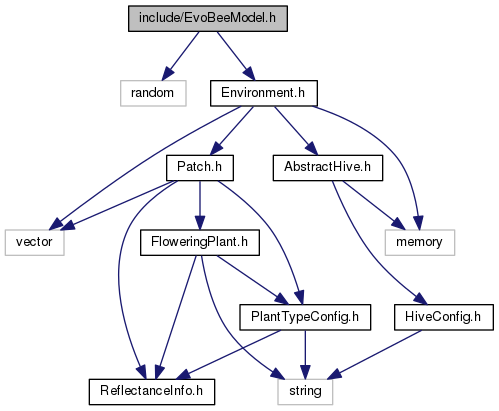 include/EvoBeeModel.h
random
Environment.h
Patch.h
AbstractHive.h
vector
FloweringPlant.h
memory
PlantTypeConfig.h
HiveConfig.h
ReflectanceInfo.h
string